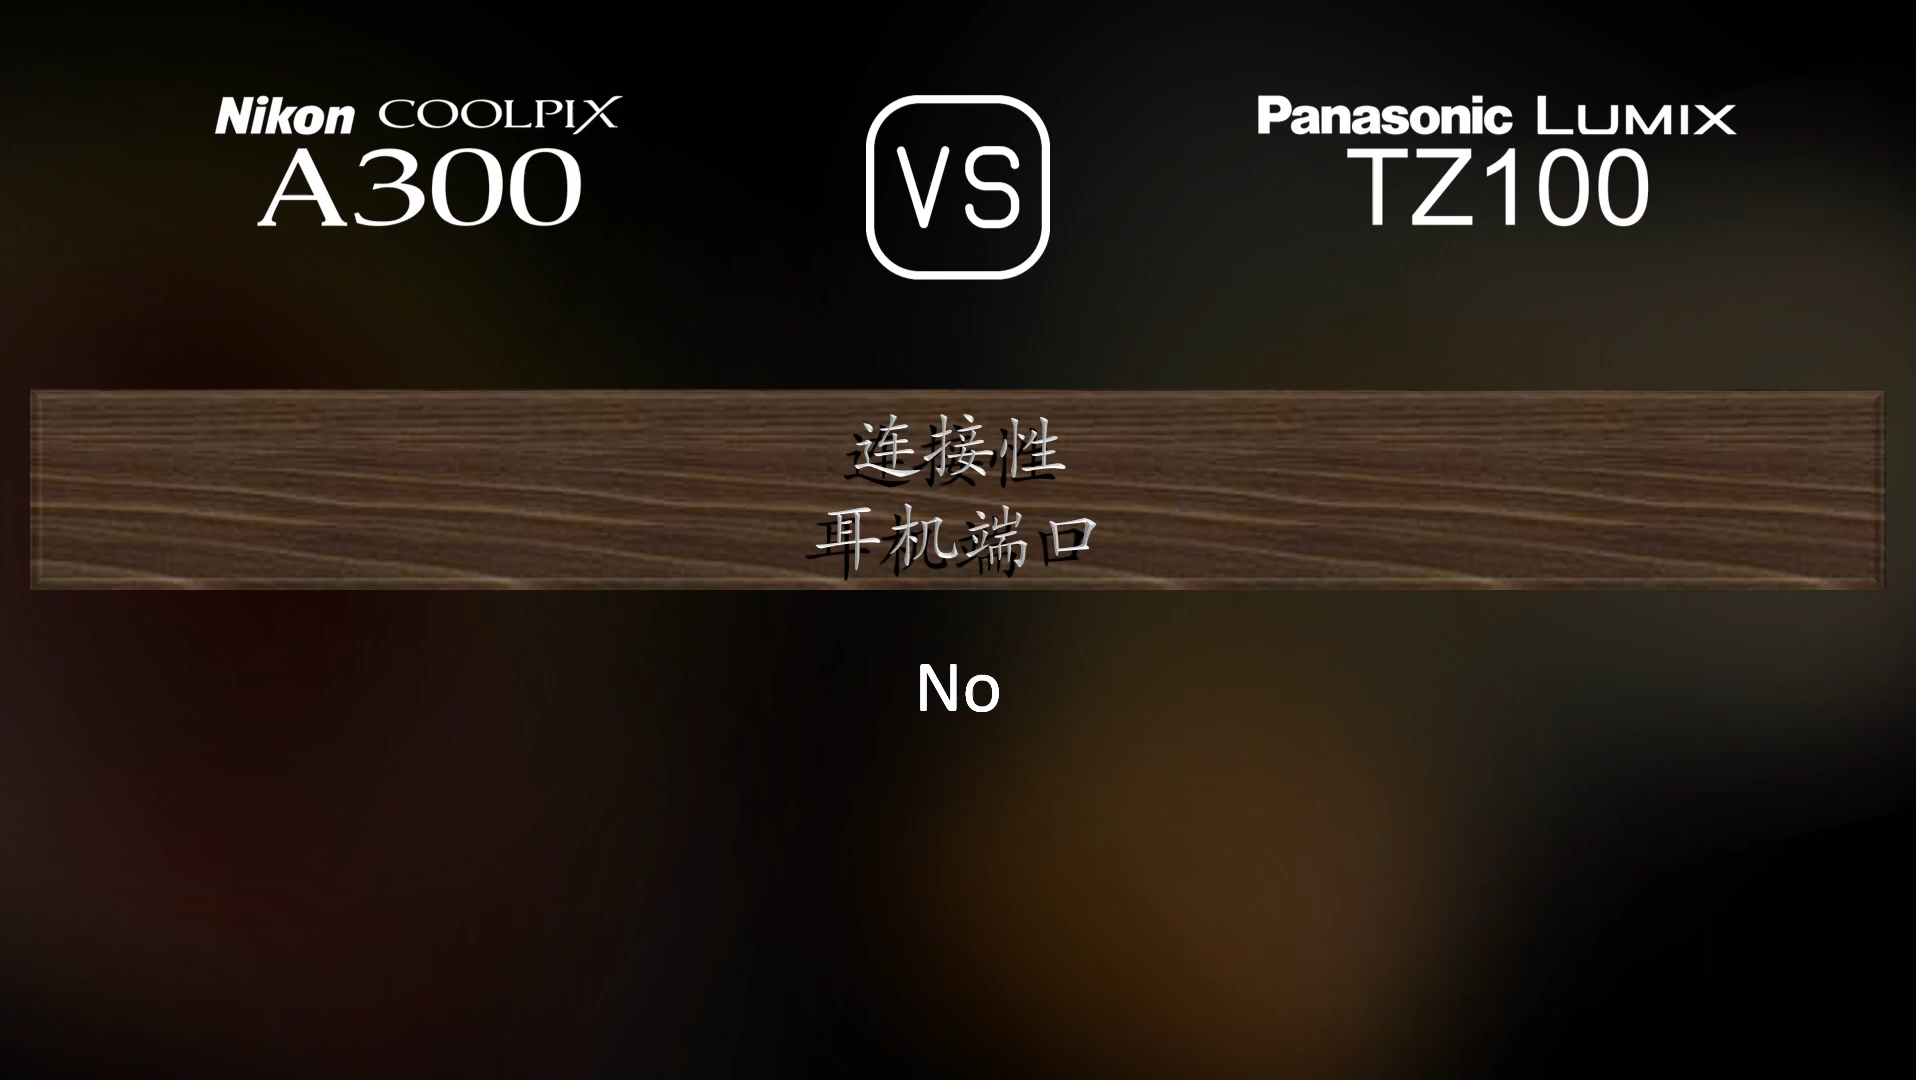 Nikon COOLPIX
A300
VS
Panasonic LUMIX
TZ100
连接性
耳机端口
No